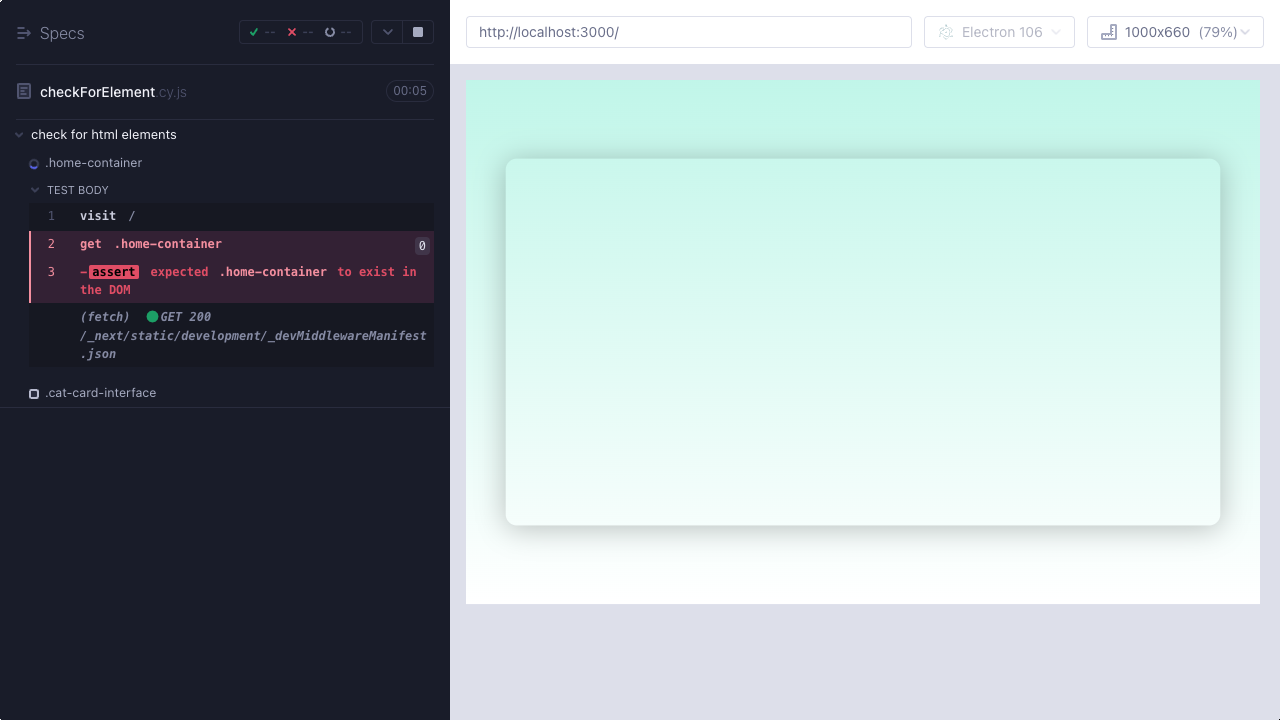 Specs
-- -- --
checkForElement.cy.js
00:05
check for html elements
.home-container
TEST BODY
1 visit /
2 get .home-container 0
3 -assert expected .home-container to exist in
the DOM
(fetch) GET 200
/_next/static/development/_devMiddlewareManifest
.json
.cat-card-interface
http://localhost:3000/
Electron 106
1000x660 (79%)